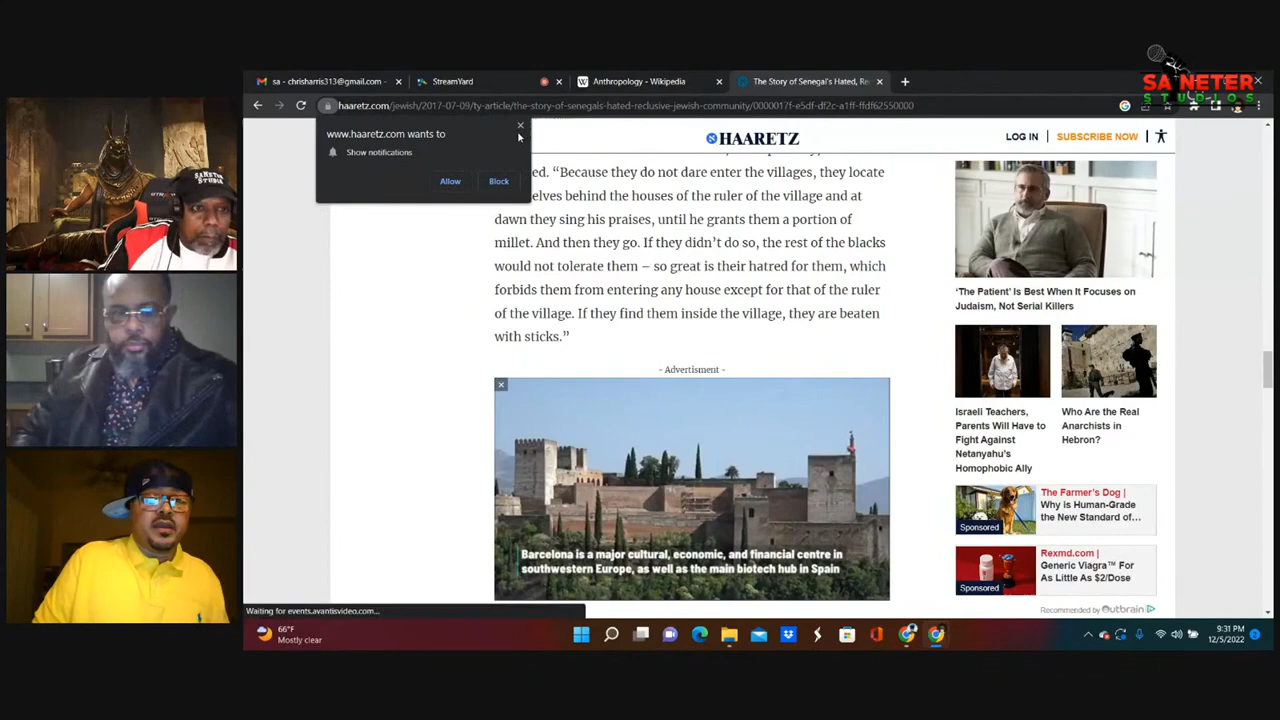 SA NETER
STUDIOS
sa - chrisharris313@gmail.com -
StreamYard
Anthropology - Wikipedia
The Story of Senegal's Hated, Re
haaretz.com/jewish/2017-07-09/ty-article/the-story-of-senegals-hated-reclusive-jewish-community/0000017f-e5df-df2c-a1ff-ffdf62550000
www.haaretz.com wants to
Show notifications
Allow Block
HAARETZ
LOG IN | SUBSCRIBE NOW
ed. “Because they do not dare enter the villages, they locate
elves behind the houses of the ruler of the village and at
dawn they sing his praises, until he grants them a portion of
millet. And then they go. If they didn’t do so, the rest of the blacks
would not tolerate them – so great is their hatred for them, which
forbids them from entering any house except for that of the ruler
of the village. If they find them inside the village, they are beaten
with sticks.”
- Advertisment -
Barcelona is a major cultural, economic, and financial centre in
southwestern Europe, as well as the main biotech hub in Spain
‘The Patient’ Is Best When It Focuses on
Judaism, Not Serial Killers
Israeli Teachers,
Parents Will Have to
Fight Against
Netanyahu's
Homophobic Ally
Who Are the Real
Anarchists in
Hebron?
Sponsored
The Farmer's Dog |
Why is Human-Grade
the New Standard of…
Sponsored
Rexmd.com |
Generic Viagra™ For
As Little As $2/Dose
Recommended by Outbrain
Waiting for events.avantisvideo.com...
66°F
Mostly clear
9:31 PM
12/5/2022
2